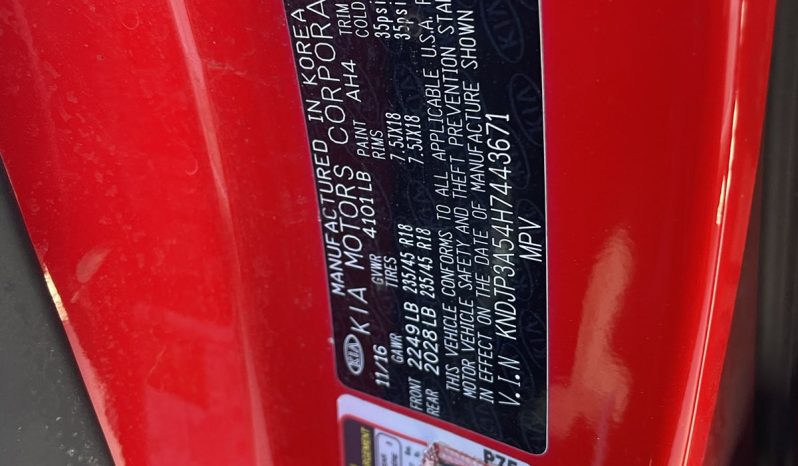 MANUFACTURED IN KOREA
KIA KIA MOTORS CORPORA
11/16 GVWR 4101LB PAINT AH4 TRIM
GAWR TIRES RIMS COLD
FRONT 2249LB 235/45 R18 7.5JX18 35psi
REAR 2028LB 235/45 R18 7.5JX18 35psi
THIS VEHICLE CONFORMS TO ALL APPLICABLE U.S.A. F
MOTOR VEHICLE SAFETY AND THEFT PREVENTION STA
IN EFFECT ON THE DATE OF MANUFACTURE SHOWN
V.I.N KNDJP3A54H7443671
MPV